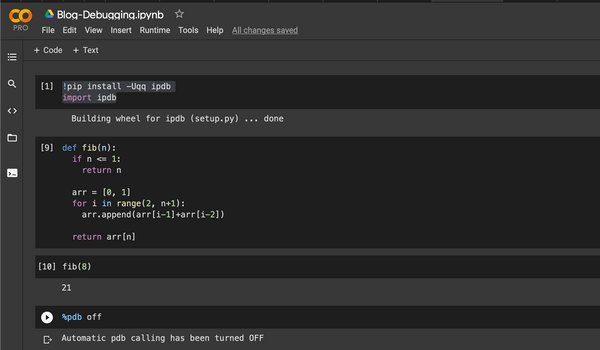 CO
PRO
Blog-Debugging.ipynb
File Edit View Insert Runtime Tools Help All changes saved
+ Code + Text
[1] !pip install -Uqq ipdb
import ipdb
Building wheel for ipdb (setup.py) ... done
[9] def fib(n):
if n <= 1:
return n
arr = [0, 1]
for i in range(2, n+1):
arr.append(arr[i-1]+arr[i-2])
return arr[n]
[10] fib(8)
21
%pdb off
Automatic pdb calling has been turned OFF